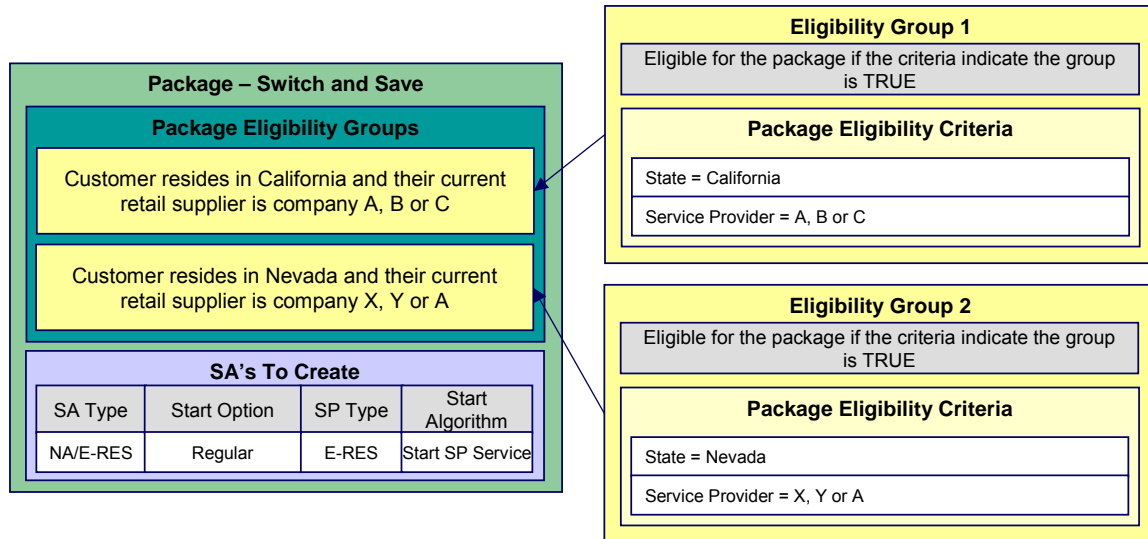 Package – Switch and Save
Package Eligibility Groups
Customer resides in California and their current
retail supplier is company A, B or C
Customer resides in Nevada and their current
retail supplier is company X, Y or A
SA's To Create
SA Type
Start Option
SP Type
Start
Algorithm
NA/E-RES
Regular
E-RES
Start SP Service
Eligibility Group 1
Eligible for the package if the criteria indicate the group
is TRUE
Package Eligibility Criteria
State = California
Service Provider = A, B or C
Eligibility Group 2
Eligible for the package if the criteria indicate the group
is TRUE
Package Eligibility Criteria
State = Nevada
Service Provider = X, Y or A